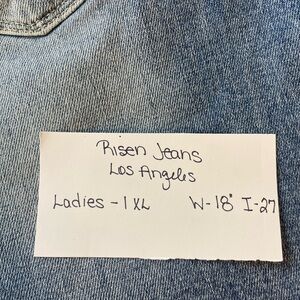 Risen Jeans
Los Angeles
Ladies - 1XL W- 18" I-27